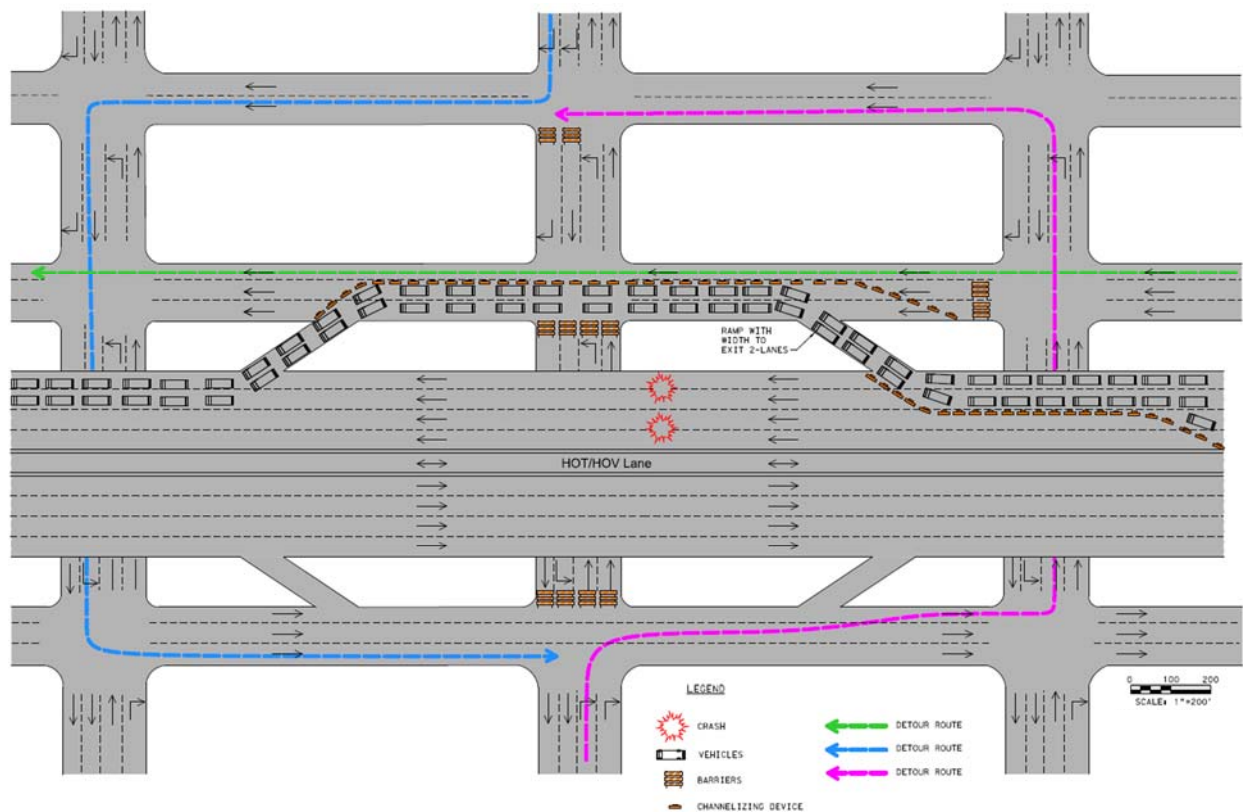 RAMP WITH
WIDTH TO
EXIT 2-LANES
HOT/HOV Lane
LEGEND
CRASH
VEHICLES
BARRIERS
CHANNELIZING DEVICE
DETOUR ROUTE
DETOUR ROUTE
DETOUR ROUTE
0 100 200
SCALE: 1"=200'